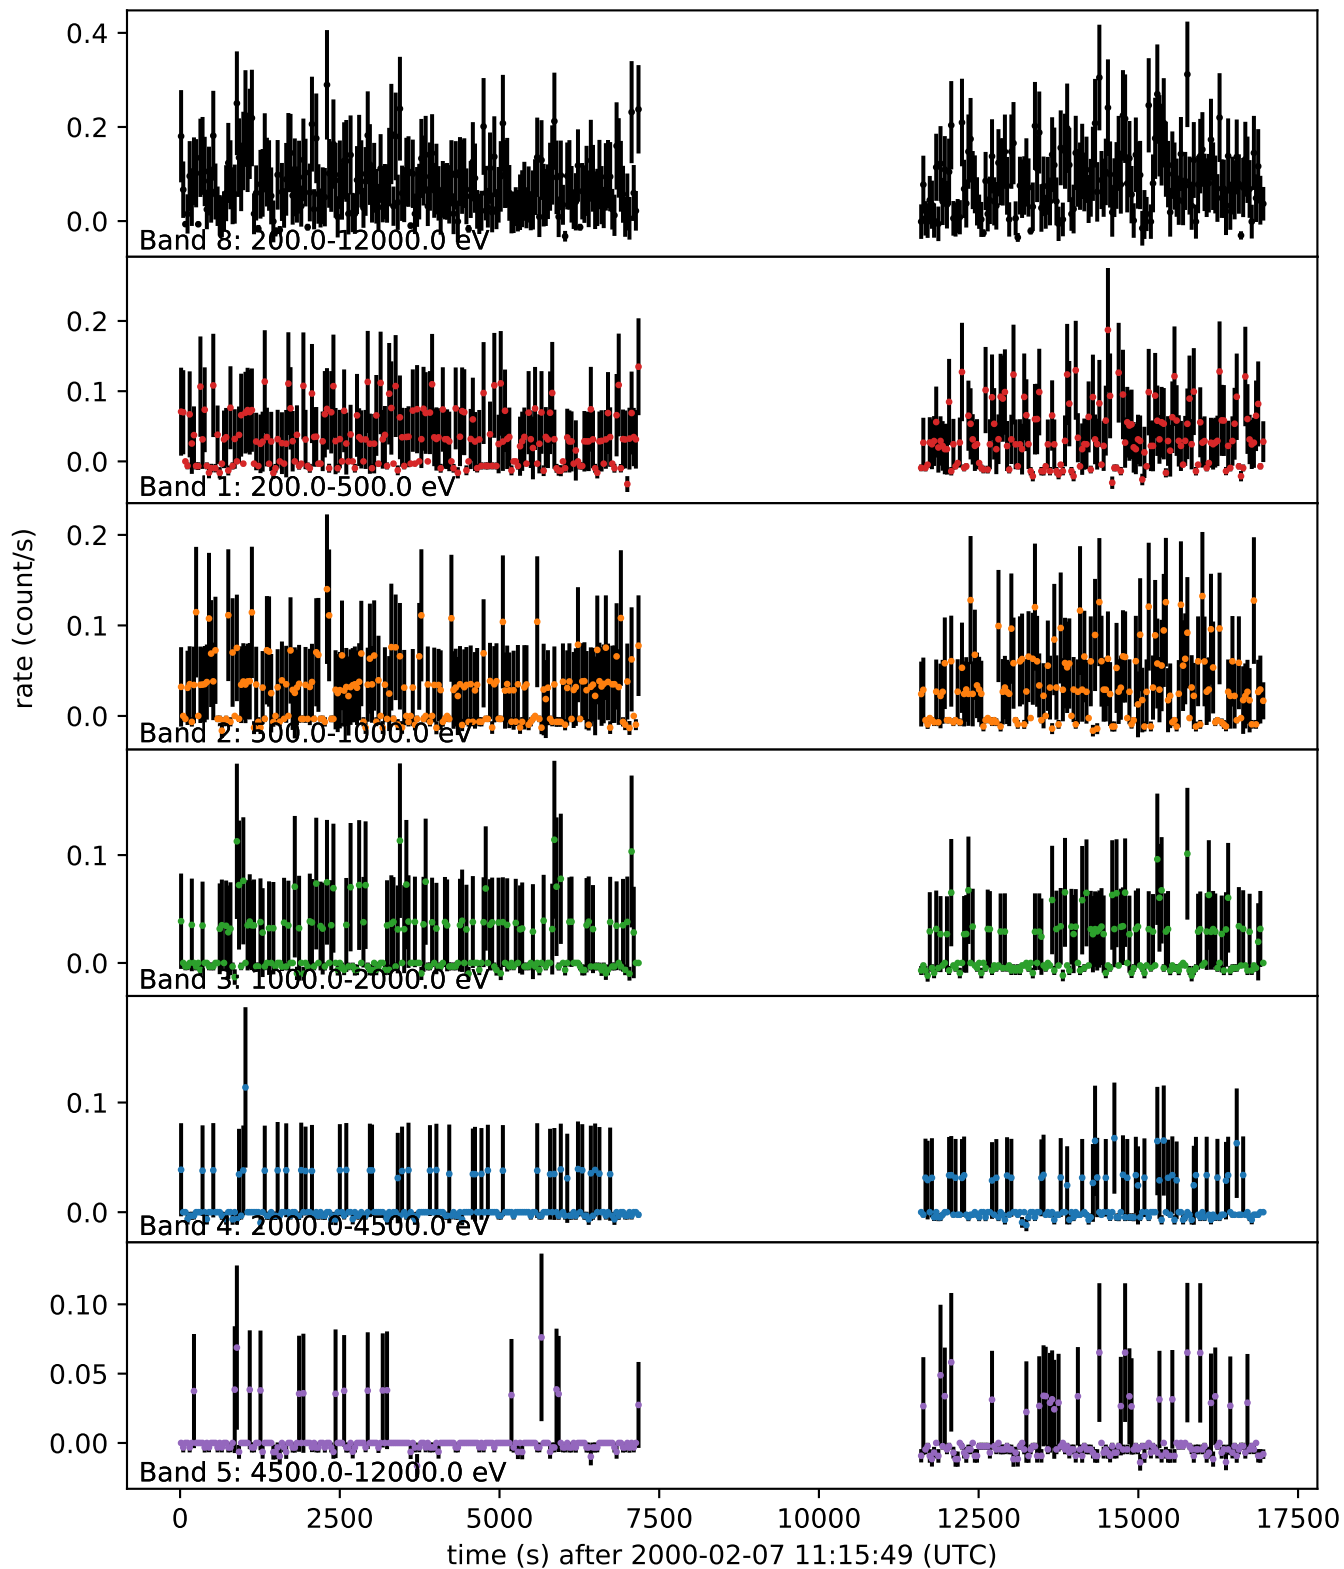 0.4
0.2
0.0
Band 8: 200.0-12000.0 eV
0.2
0.1
0.0
Band 1: 200.0-500.0 eV
0.2
0.1
0.0
Band 2: 500.0-1000.0 eV
rate (count/s)
0.1
0.0
Band 3: 1000.0-2000.0 eV
0.1
0.0
Band 4: 2000.0-4500.0 eV
0.10
0.05
0.00
Band 5: 4500.0-12000.0 eV
0 2500 5000 7500 10000 12500 15000 17500
time (s) after 2000-02-07 11:15:49 (UTC)